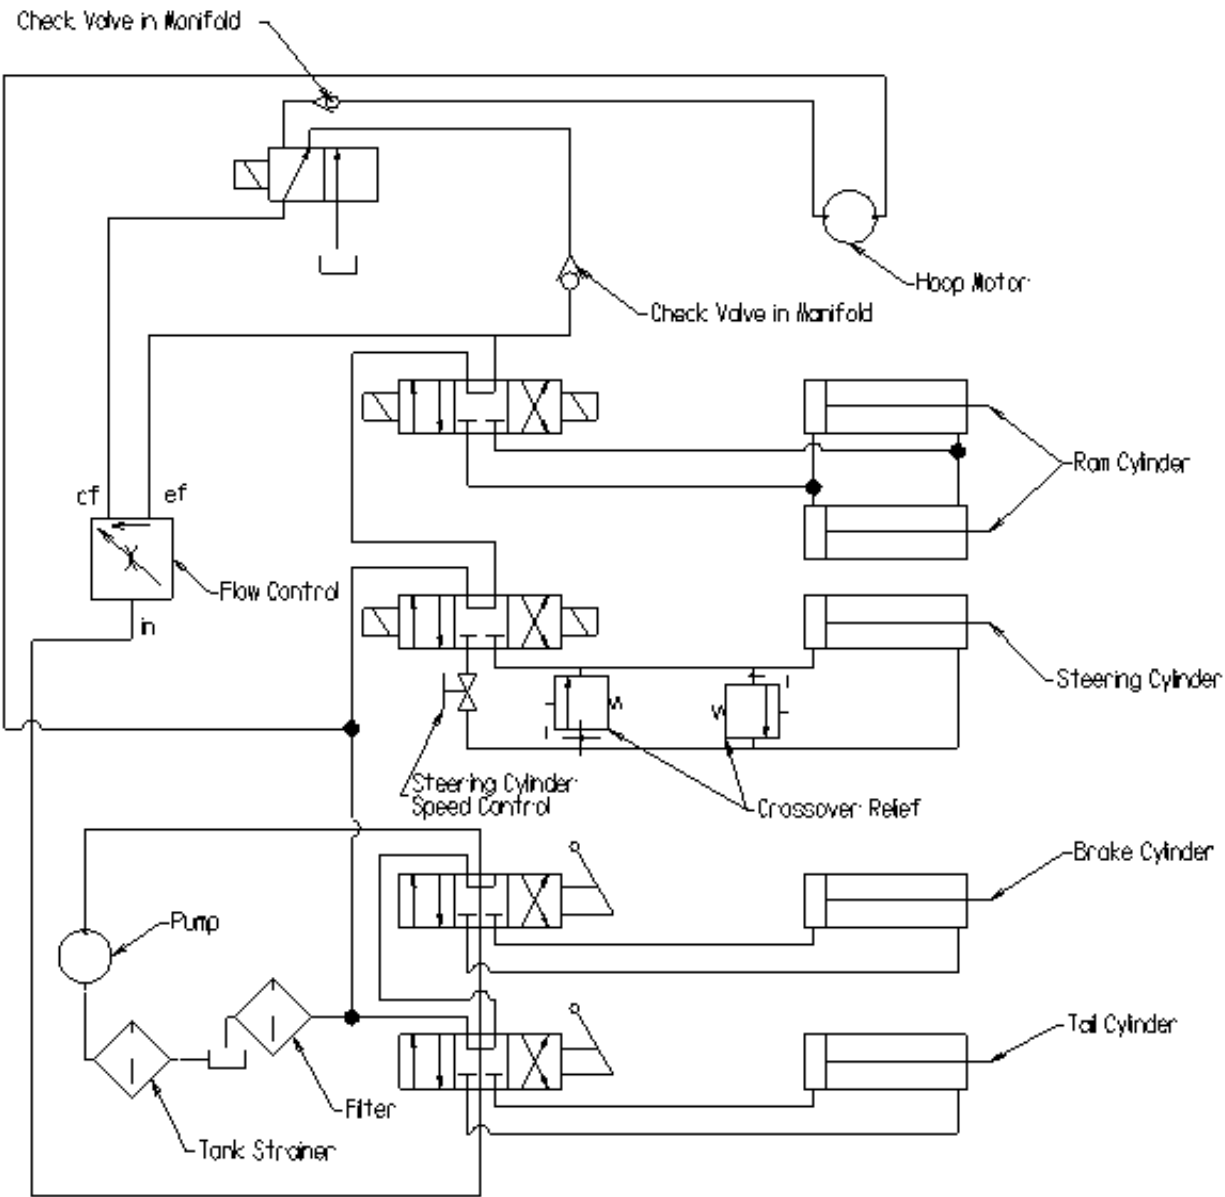 Check Valve in Manifold
Hoop Motor
Check Valve in Manifold
Ram Cylinder
cf
ef
Flow Control
in
Steering Cylinder
Steering Cylinder
Speed Control
Crossover Relief
Brake Cylinder
Pump
Tail Cylinder
Filter
Tank Strainer